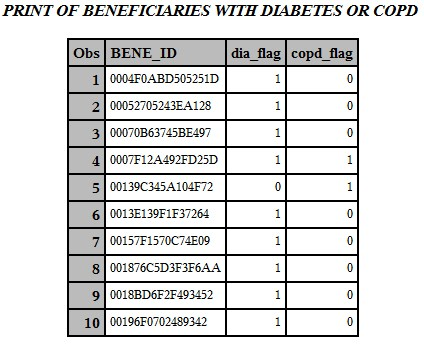 PRINT OF BENEFICIARIES WITH DIABETES OR COPD
Obs BENE_ID dia_flag copd_flag
1 0004F0ABD505251D 1 0
2 00052705243EA128 1 0
3 00070B63745BE497 1 0
4 0007F12A492FD25D 1 1
5 00139C345A104F72 0 1
6 0013E139F1F37264 1 0
7 00157F1570C74E09 1 0
8 001876C5D3F3F6AA 1 0
9 0018BD6F2F493452 1 0
10 00196F0702489342 1 0